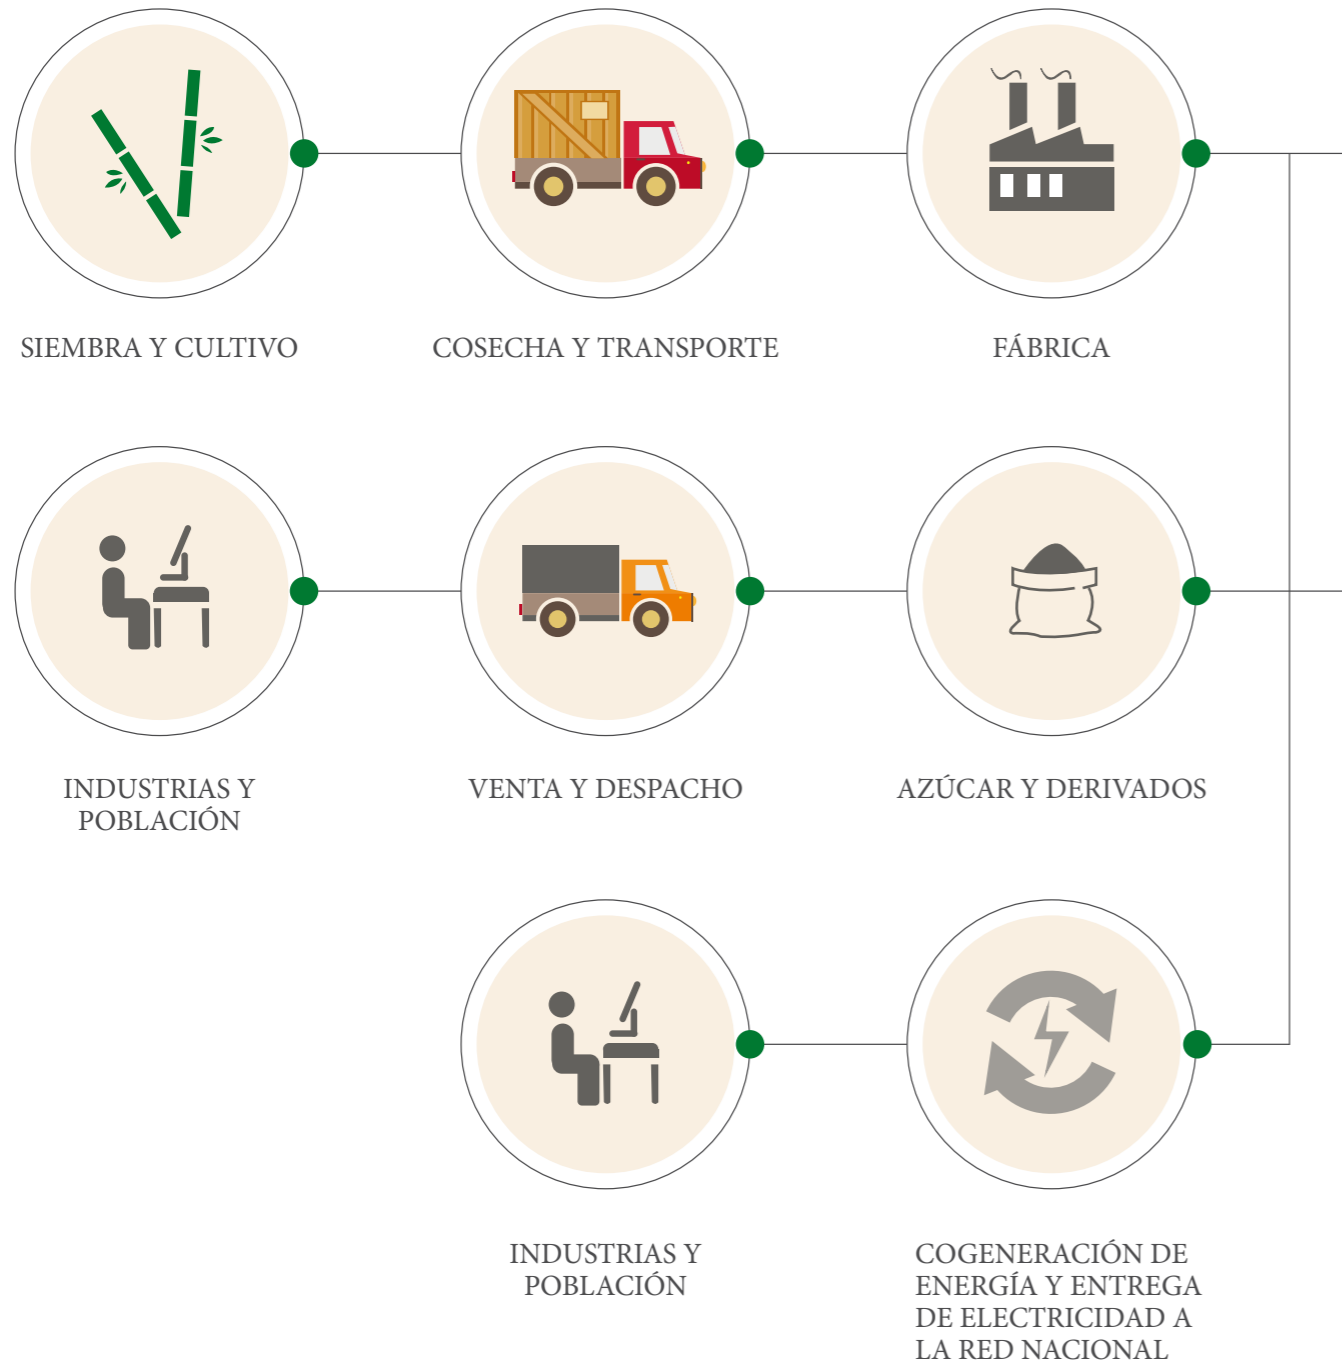 SIEMBRA Y CULTIVO
COSECHA Y TRANSPORTE
FÁBRICA
INDUSTRIAS Y
POBLACIÓN
VENTA Y DESPACHO
AZÚCAR Y DERIVADOS
INDUSTRIAS Y
POBLACIÓN
COGENERACIÓN DE
ENERGÍA Y ENTREGA
DE ELECTRICIDAD A
LA RED NACIONAL